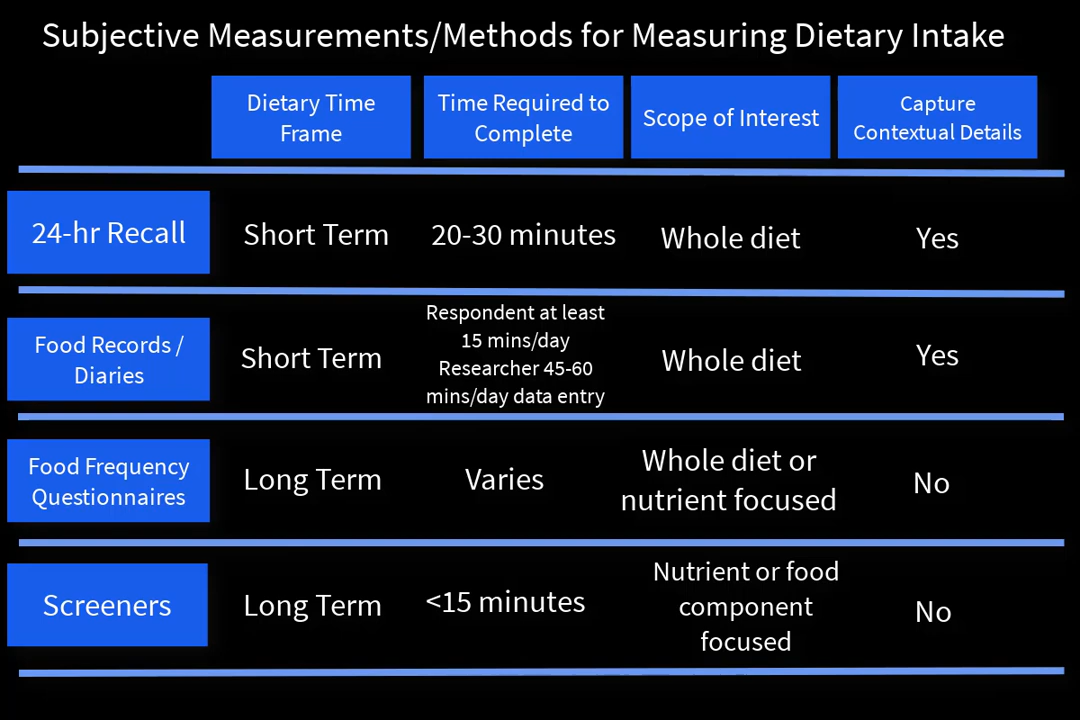 Subjective Measurements/Methods for Measuring Dietary Intake
Dietary Time
Frame
Time Required to
Complete
Scope of Interest
Capture
Contextual Details
24-hr Recall
Short Term
20-30 minutes
Whole diet
Yes
Food Records /
Diaries
Short Term
Respondent at least
15 mins/day
Researcher 45-60
mins/day data entry
Whole diet
Yes
Food Frequency
Questionnaires
Long Term
Varies
Whole diet or
nutrient focused
No
Screeners
Long Term
<15 minutes
Nutrient or food
component
focused
No